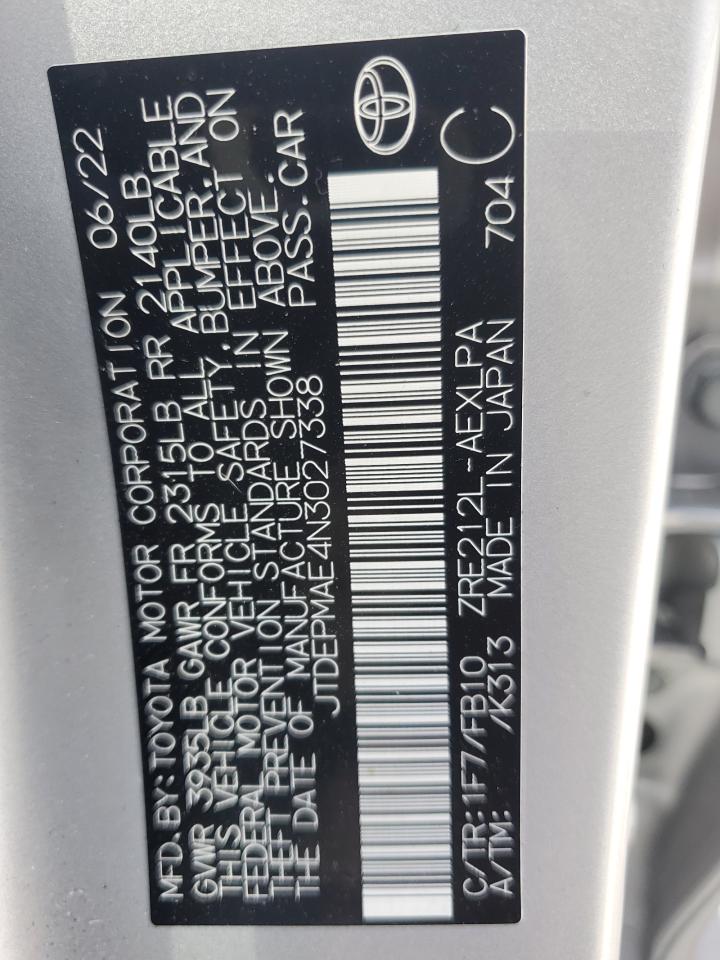 MFD. BY: TOYOTA MOTOR CORPORATION 06/22
GVWR 3935LB GAWR FR 2315LB RR 2140LB
THIS VEHICLE CONFORMS TO ALL APPLICABLE
FEDERAL MOTOR VEHICLE SAFETY, BUMPER, AND
THEFT PREVENTION STANDARDS IN EFFECT ON
THE DATE OF MANUFACTURE SHOWN ABOVE.
JTDEPMAE4N3027338 PASS. CAR
C/TR: 1F7/FB10 ZRE212L-AEXLPA 704 C
A/TM: /K313 MADE IN JAPAN